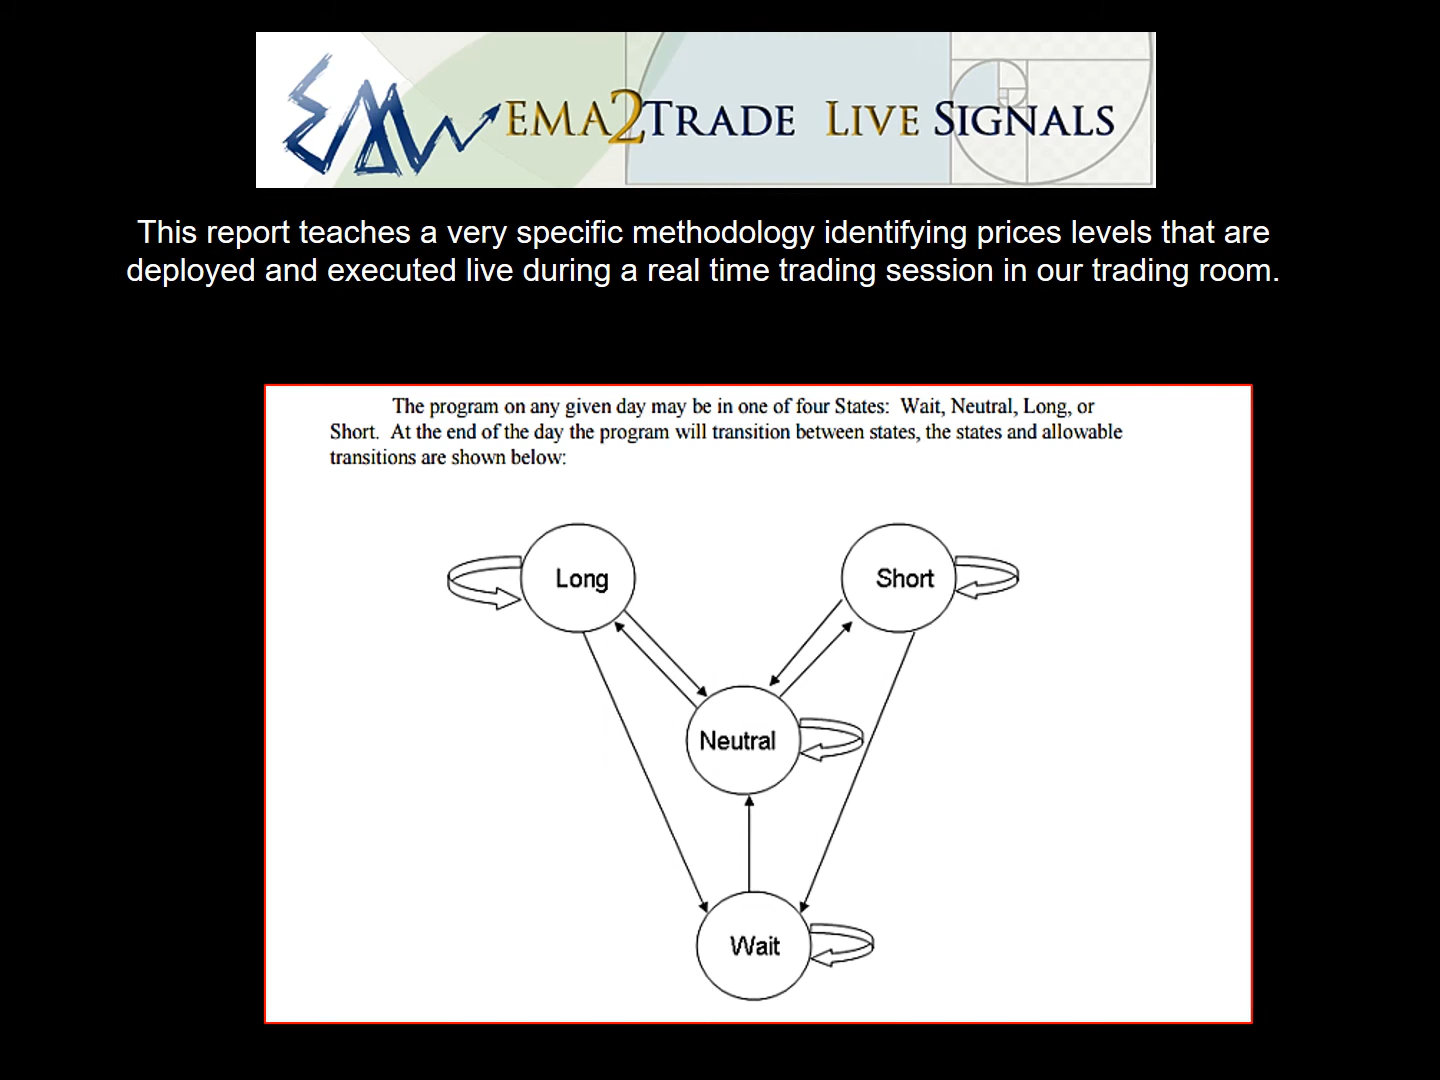 EMA2TRADE LIVE SIGNALS
This report teaches a very specific methodology identifying prices levels that are
deployed and executed live during a real time trading session in our trading room.
The program on any given day may be in one of four States:  Wait, Neutral, Long, or
Short.  At the end of the day the program will transition between states, the states and allowable
transitions are shown below:
Long
Short
Neutral
Wait